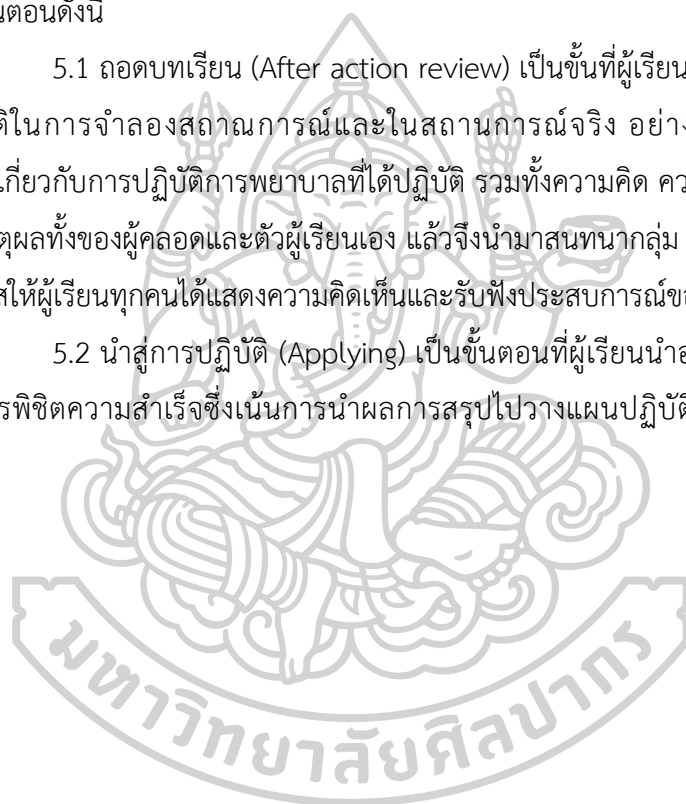 นตอนดังนี้
5.1 ถอดบทเรียน (After action review) เป็นขั้นที่ผู้เรียน
ติในการจำลองสถาณการณ์และในสถานการณ์จริง อย่าง
เกี่ยวกับการปฏิบัติการพยาบาลที่ได้ปฏิบัติ รวมทั้งความคิด คว
ตุผลทั้งของผู้คลอดและตัวผู้เรียนเอง แล้วจึงนำมาสนทนากลุ่ม
สให้ผู้เรียนทุกคนได้แสดงความคิดเห็นและรับฟังประสบการณ์ขอ
5.2 นำสู่การปฏิบัติ (Applying) เป็นขั้นตอนที่ผู้เรียนนำอ
รพิชิตความสำเร็จซึ่งเน้นการนำผลการสรุปไปวางแผนปฏิบัติ
มหาวิทยาลัยศิลปากร